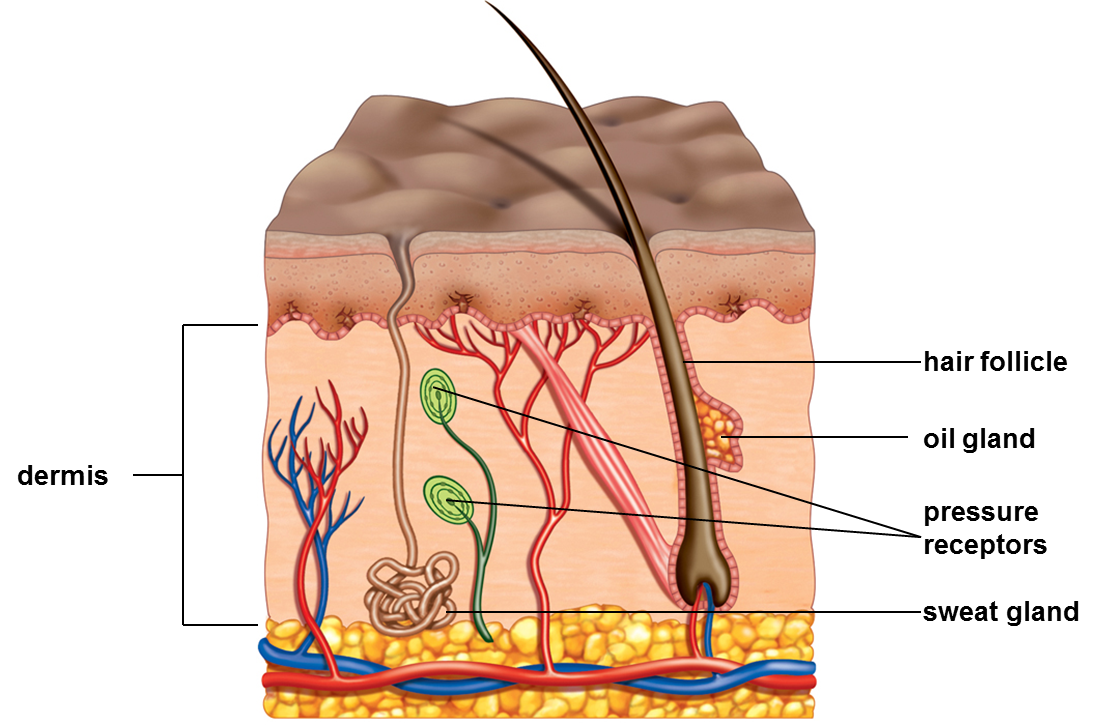 hair follicle
oil gland
dermis
pressure
receptors
sweat gland